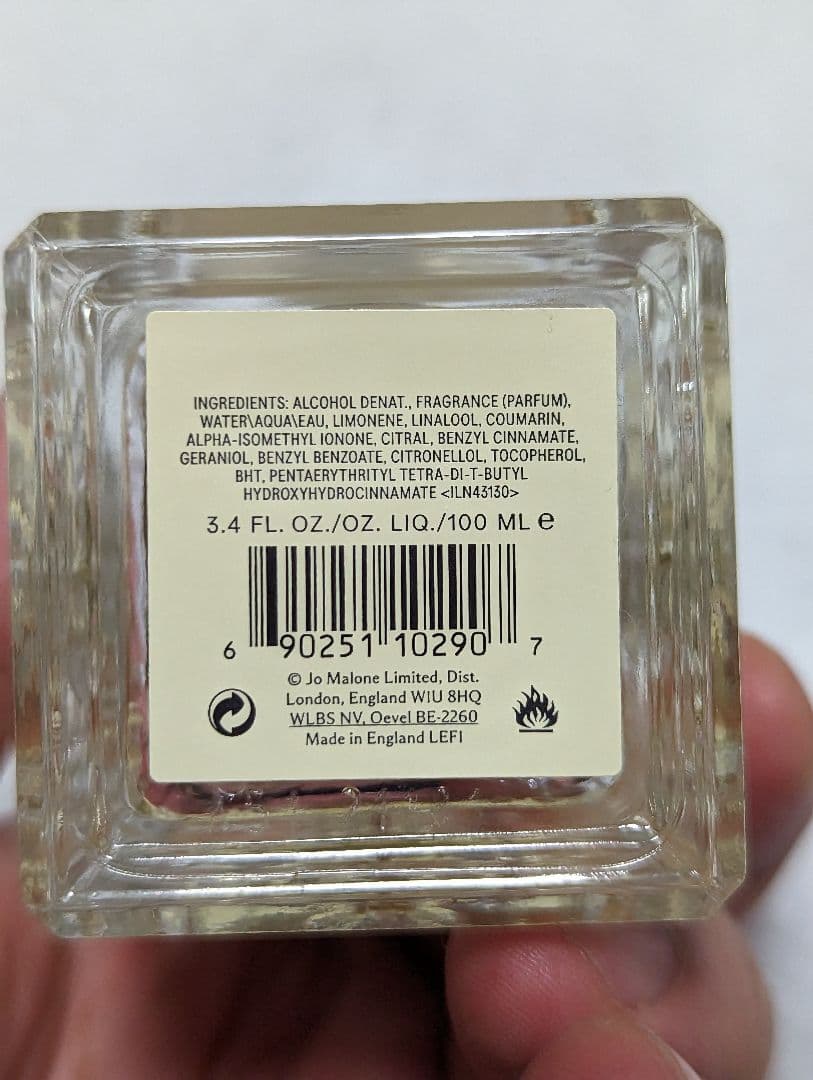 INGREDIENTS: ALCOHOL DENAT., FRAGRANCE (PARFUM),
WATER\AQUA\EAU, LIMONENE, LINALOOL, COUMARIN,
ALPHA-ISOMETHYL IONONE, CITRAL, BENZYL CINNAMATE,
GERANIOL, BENZYL BENZOATE, CITRONELLOL, TOCOPHEROL,
BHT, PENTAERYTHRITYL TETRA-DI-T-BUTYL
HYDROXYHYDROCINNAMATE <ILN43130>
3.4 FL. OZ./OZ. LIQ./100 ML e
6 90251 10290 7
© Jo Malone Limited, Dist.
London, England W1U 8HQ
WLBS NV, Oevel BE-2260
Made in England LEFI